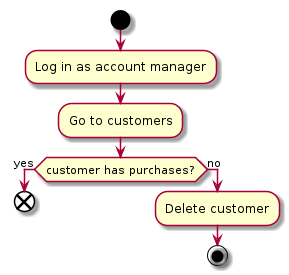 Log in as account manager
Go to customers
yes
customer has purchases?
no
Delete customer